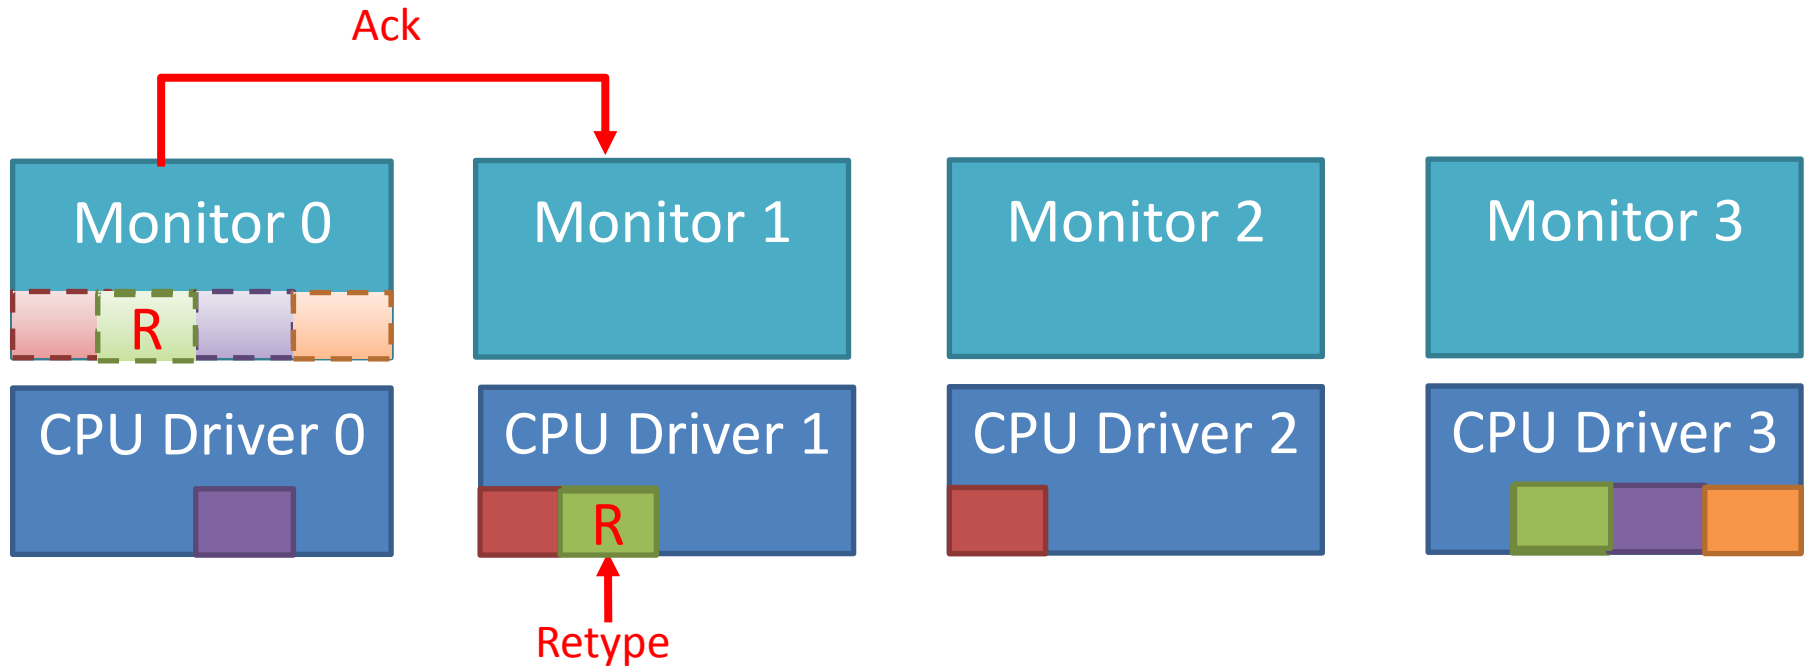 Ack
Monitor 0
Monitor 1
Monitor 2
Monitor 3
R
CPU Driver 0
CPU Driver 1
CPU Driver 2
CPU Driver 3
R
Retype